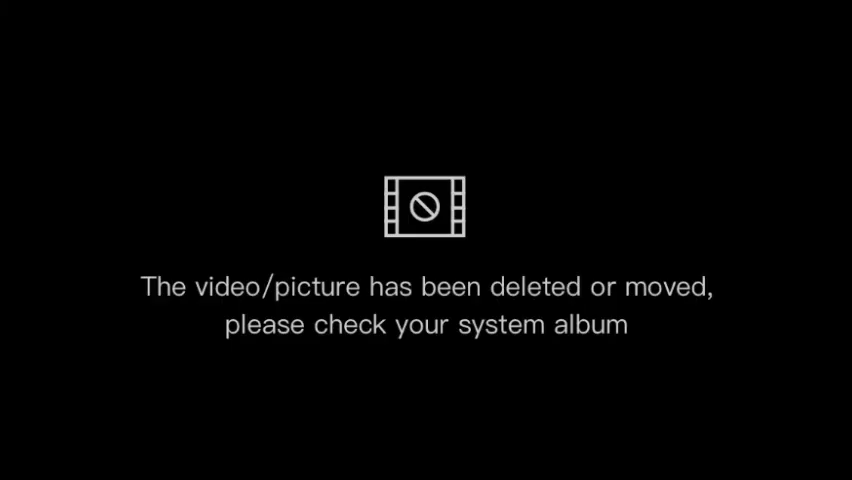 The video/picture has been deleted or moved,
please check your system album